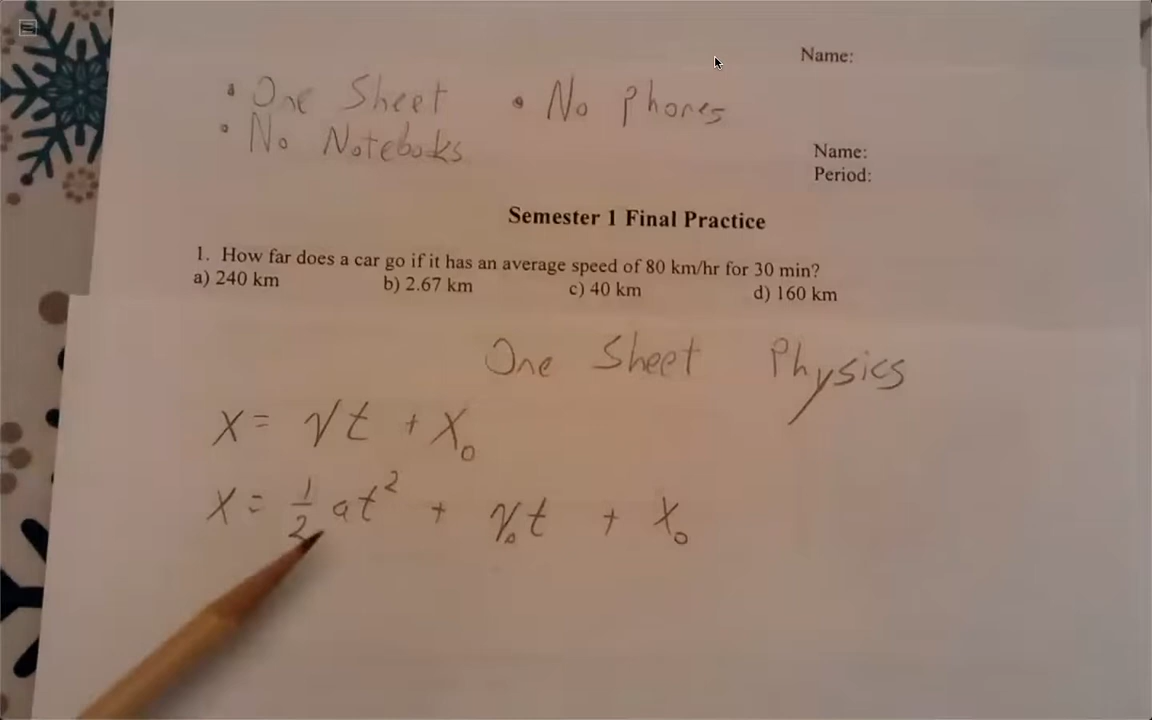 Name:
• One Sheet • No Phones
• No Notebooks
Name:
Period:
Semester 1 Final Practice
1. How far does a car go if it has an average speed of 80 km/hr for 30 min?
a) 240 km b) 2.67 km c) 40 km d) 160 km
One Sheet Physics
x = vt + x₀
x = ½ at² + v₀t + x₀